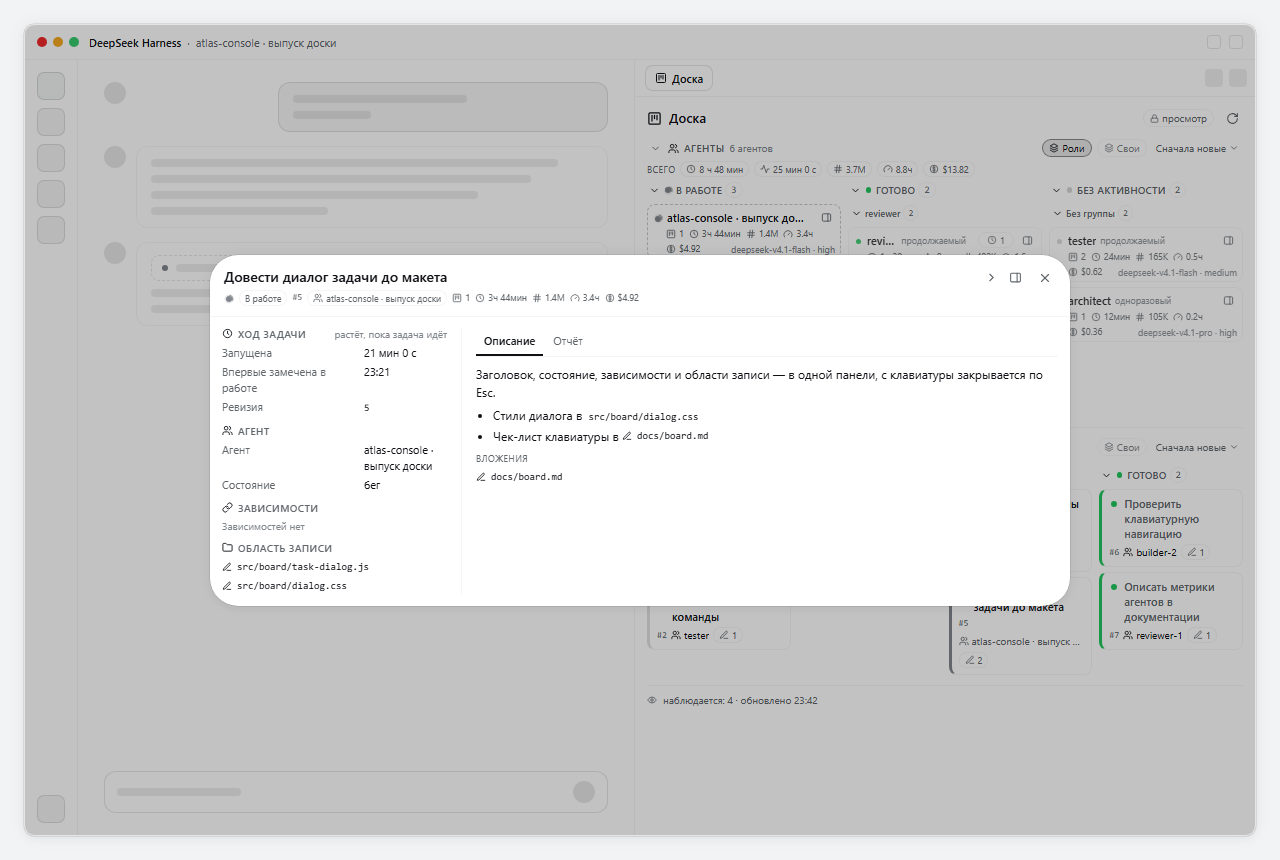 DeepSeek Harness · atlas-console · выпуск доски
Доска
Доска
просмотр
АГЕНТЫ 6 агентов
Роли
Свои
Сначала новые
ВСЕГО 8 ч 48 мин 25 мин 0 с 3.7M 8.8ч $13.82
В РАБОТЕ 3
ГОТОВО 2
БЕЗ АКТИВНОСТИ 2
atlas-console · выпуск до...
1 3ч 44мин 1.4M 3.4ч
$4.92 deepseek-v4.1-flash · high
reviewer 2
revi... продолжаемый 1
Без группы 2
tester продолжаемый
2 24мин 165K 0.5ч
$0.62 deepseek-v4.1-flash · medium
architect одноразовый
1 12мин 105K 0.2ч
$0.36 deepseek-v4.1-pro · high
Довести диалог задачи до макета
В работе #5 atlas-console · выпуск доски 1 3ч 44мин 1.4M 3.4ч $4.92
ХОД ЗАДАЧИ растёт, пока задача идёт
Запущена 21 мин 0 с
Впервые замечена в 23:21
работе
Ревизия 5
АГЕНТ
Агент atlas-console ·
выпуск доски
Состояние бег
ЗАВИСИМОСТИ
Зависимостей нет
ОБЛАСТЬ ЗАПИСИ
src/board/task-dialog.js
src/board/dialog.css
Описание Отчёт
Заголовок, состояние, зависимости и области записи — в одной панели, с клавиатуры закрывается по
Esc.
• Стили диалога в src/board/dialog.css
• Чек-лист клавиатуры в docs/board.md
ВЛОЖЕНИЯ
docs/board.md
Свои
Сначала новые
ГОТОВО 2
Проверить
клавиатурную
навигацию
#6 builder-2 1
Описать метрики
агентов в
документации
#7 reviewer-1 1
команды
#2 tester 1
задачи до макета
#5
atlas-console · выпуск ...
2
наблюдается: 4 · обновлено 23:42